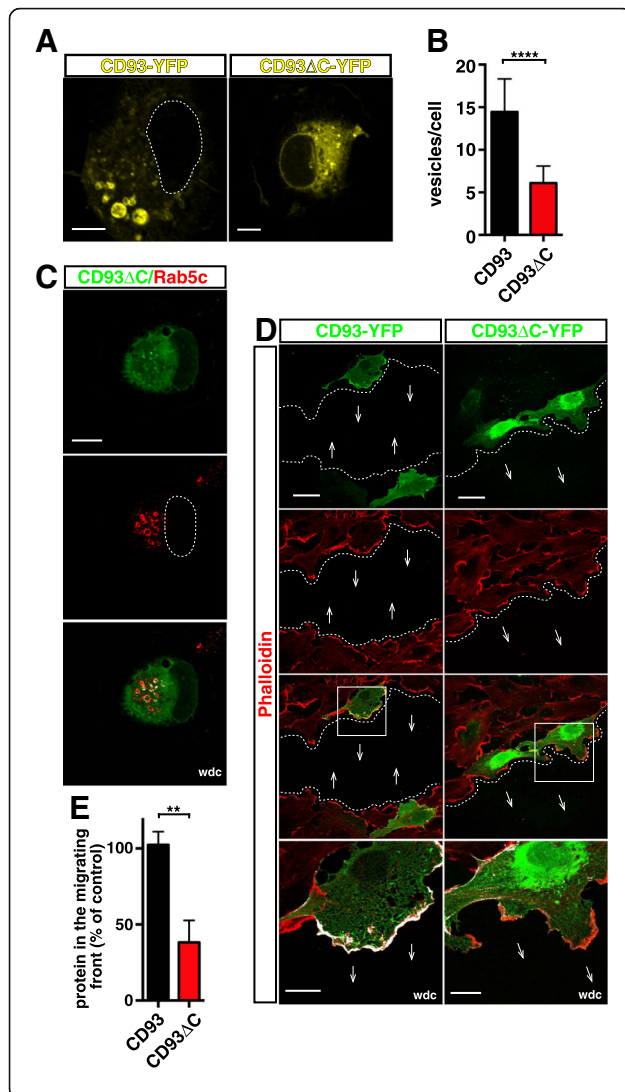 A
CD93-YFP
CD93ΔC-YFP
B
****
vesicles/cell
20
15
10
5
0
CD93
CD93ΔC
C
CD93ΔC/Rab5c
wdc
D
CD93-YFP
CD93ΔC-YFP
Phalloidin
wdc
wdc
E
**
protein in the migrating
front (% of control)
100
50
0
CD93
CD93ΔC